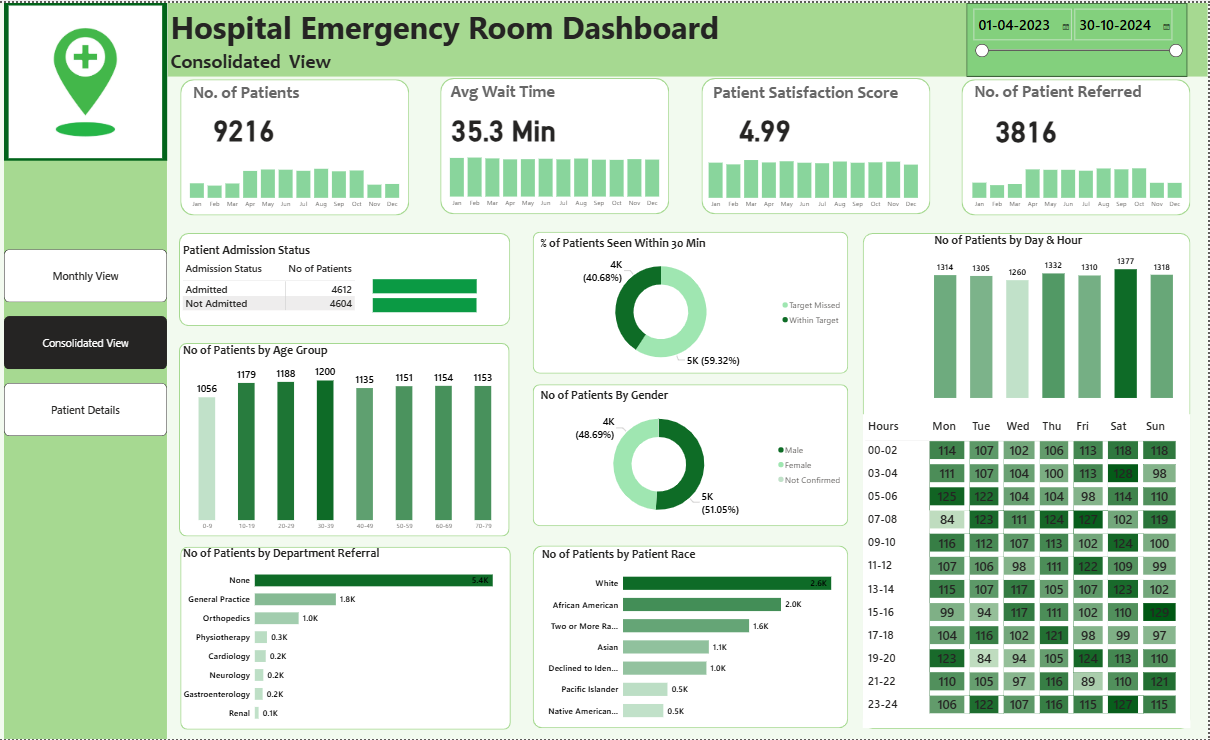 Hospital Emergency Room Dashboard
Consolidated View
01-04-2023 30-10-2024
No. of Patients
9216
Jan Feb Mar Apr May Jun Jul Aug Sep Oct Nov Dec
Avg Wait Time
35.3 Min
Jan Feb Mar Apr May Jun Jul Aug Sep Oct Nov Dec
Patient Satisfaction Score
4.99
Jan Feb Mar Apr May Jun Jul Aug Sep Oct Nov Dec
No. of Patient Referred
3816
Jan Feb Mar Apr May Jun Jul Aug Sep Oct Nov Dec
Monthly View
Consolidated View
Patient Details
Patient Admission Status
Admission Status No of Patients
Admitted 4612
Not Admitted 4604
No of Patients by Age Group
1056 1179 1188 1200 1135 1151 1154 1153
0-9 10-19 20-29 30-39 40-49 50-59 60-69 70-79
No of Patients by Department Referral
None 5.4K
General Practice 1.8K
Orthopedics 1.0K
Physiotherapy 0.3K
Cardiology 0.2K
Neurology 0.2K
Gastroenterology 0.2K
Renal 0.1K
% of Patients Seen Within 30 Min
4K
(40.68%)
Target Missed
Within Target
5K (59.32%)
No of Patients By Gender
4K
(48.69%)
Male
Female
Not Confirmed
5K
(51.05%)
No of Patients by Patient Race
White 2.6K
African American 2.0K
Two or More Ra... 1.6K
Asian 1.1K
Declined to Iden... 1.0K
Pacific Islander 0.5K
Native American... 0.5K
No of Patients by Day & Hour
1314 1305 1260 1332 1310 1377 1318
Hours Mon Tue Wed Thu Fri Sat Sun
00-02 114 107 102 106 113 118 118
03-04 111 107 104 100 113 128 98
05-06 125 122 104 104 98 114 110
07-08 84 123 111 124 127 102 119
09-10 116 112 107 113 102 124 100
11-12 107 106 98 111 122 109 99
13-14 115 107 117 105 107 123 102
15-16 99 94 117 111 102 110 129
17-18 104 116 102 121 98 99 97
19-20 123 84 94 105 124 113 110
21-22 110 105 97 116 89 110 121
23-24 106 122 107 116 115 127 115